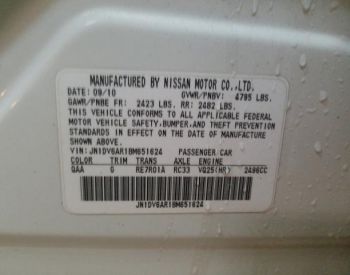 MANUFACTURED BY NISSAN MOTOR CO.,LTD.
DATE: 09/10 GVWR/PNBV: 4795 LBS.
GAWR/PNBE FR: 2423 LBS. RR: 2482 LBS.
THIS VEHICLE CONFORMS TO ALL APPLICABLE FEDERAL
MOTOR VEHICLE SAFETY, BUMPER, AND THEFT PREVENTION
STANDARDS IN EFFECT ON THE DATE OF MANUFACTURE
SHOWN ABOVE.
VIN: JN1DV6AR1BM651624 PASSENGER CAR
COLOR TRIM TRANS AXLE ENGINE
QAA G RE7R01A RC33 VQ25(HR) 2496CC
JN1DV6AR1BM651624